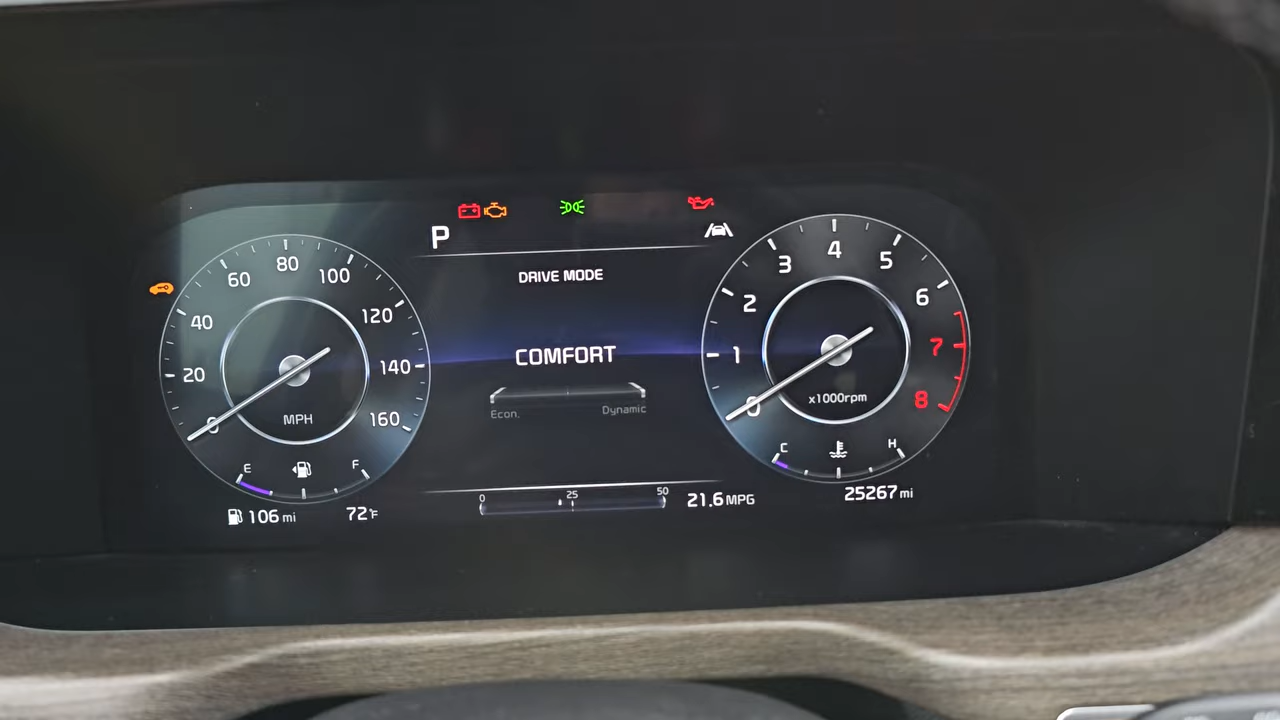 P
DRIVE MODE
COMFORT
Econ. Dynamic
0 20 40 60 80 100 120 140 160
MPH
E F
106 mi
72°F
0 25 50
21.6 MPG
0 1 2 3 4 5 6 7 8
x1000rpm
C H
25267 mi